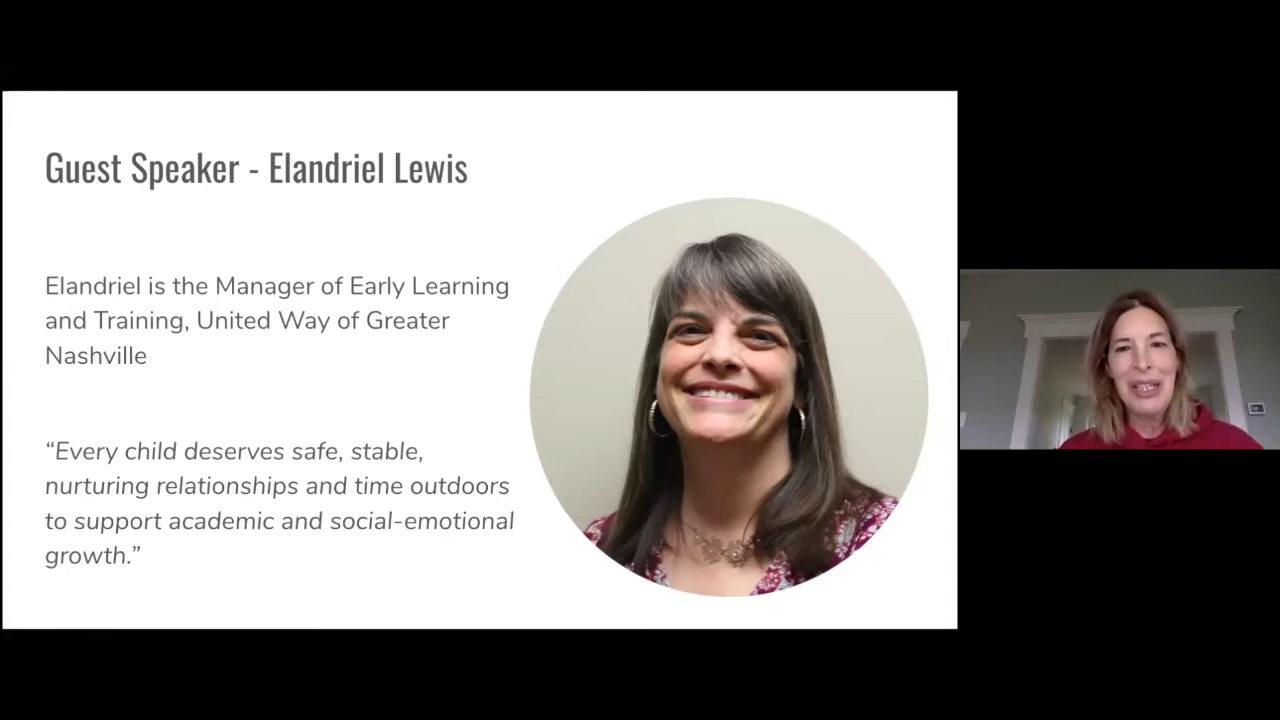 Guest Speaker - Elandriel Lewis
Elandriel is the Manager of Early Learning
and Training, United Way of Greater
Nashville
“Every child deserves safe, stable,
nurturing relationships and time outdoors
to support academic and social-emotional
growth.”